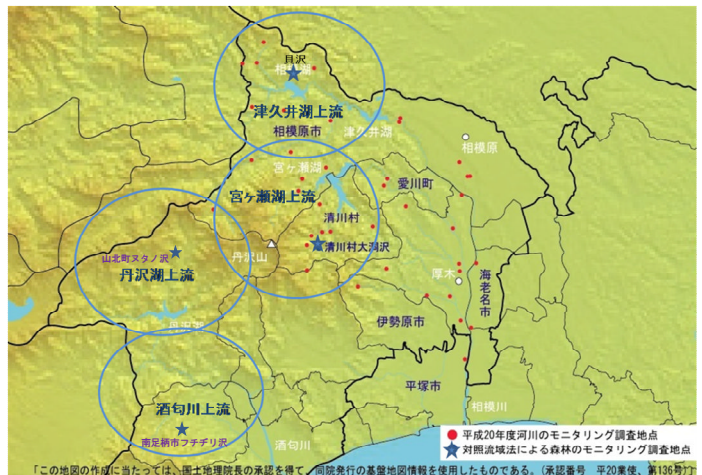 貝沢
相模湖
津久井湖上流
相模原市
津久井湖
相模原
宮ヶ瀬湖
愛川町
宮ヶ瀬湖上流
清川村
清川村大洞沢
丹沢山
山北町ヌタノ沢
丹沢湖上流
丹沢湖
厚木
海老名市
伊勢原市
平塚市
酒匂川上流
南足柄市フチヂリ沢
酒匂川
相模川
平成20年度河川のモニタリング調査地点
対照流域法による森林のモニタリング調査地点
「この地図の作成に当たっては、国土地理院長の承認を得て、同院発行の基盤地図情報を使用したものである。（承認番号　平20業使、第136号）」